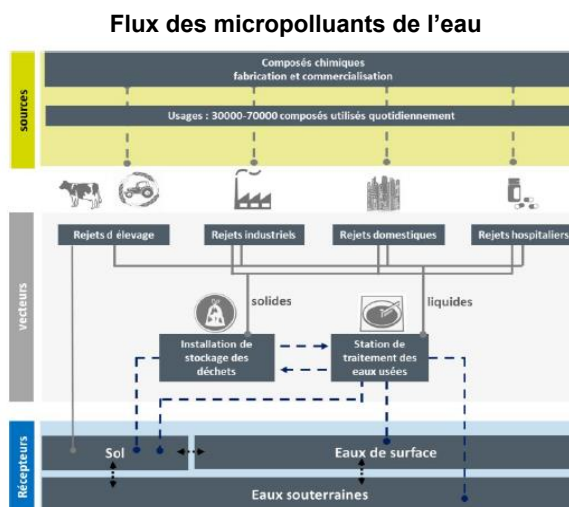 Flux des micropolluants de l'eau
sources
Composés chimiques
fabrication et commercialisation
Usages : 30000-70000 composés utilisés quotidiennement
vecteurs
Rejets d élevage
Rejets industriels
Rejets domestiques
Rejets hospitaliers
solides
liquides
Installation de
stockage des
déchets
Station de
traitement des
eaux usées
Récepteurs
Sol
Eaux de surface
Eaux souterraines